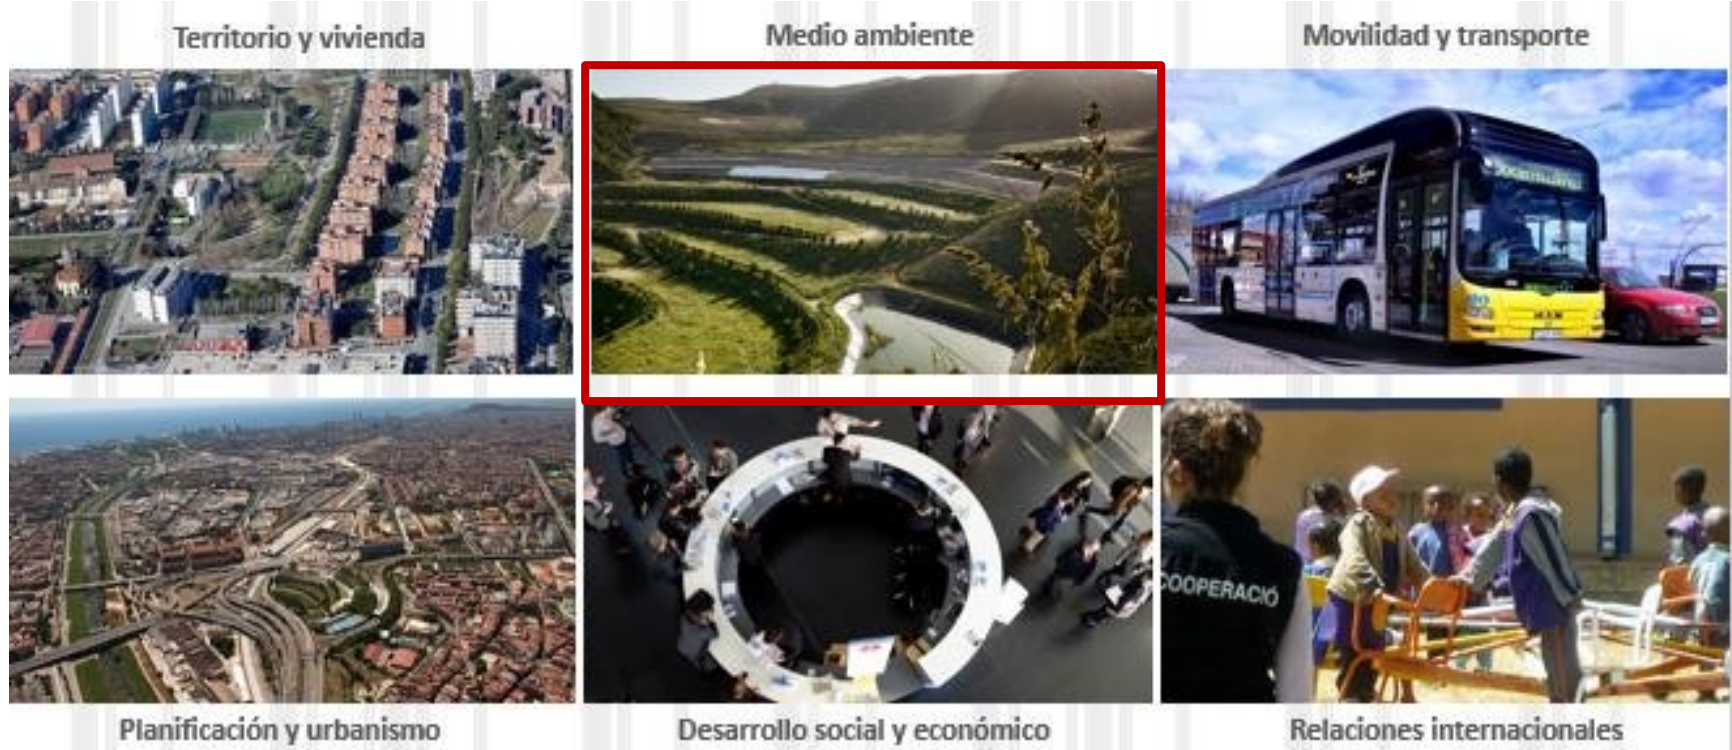 Territorio y vivienda
Medio ambiente
Movilidad y transporte
COOPERACIÓ
Planificación y urbanismo
Desarrollo social y económico
Relaciones internacionales